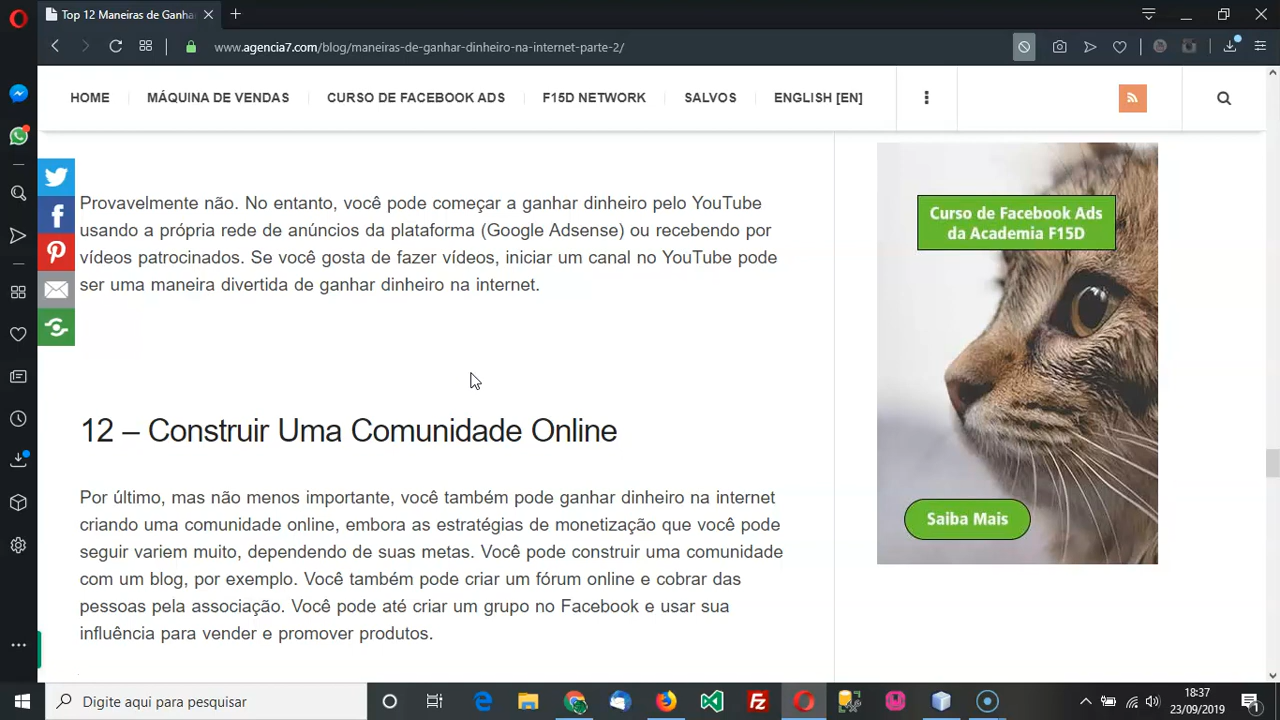 Top 12 Maneiras de Ganha
www.agencia7.com/blog/maneiras-de-ganhar-dinheiro-na-internet-parte-2/
HOME MÁQUINA DE VENDAS CURSO DE FACEBOOK ADS F15D NETWORK SALVOS ENGLISH [EN]
Provavelmente não. No entanto, você pode começar a ganhar dinheiro pelo YouTube
usando a própria rede de anúncios da plataforma (Google Adsense) ou recebendo por
vídeos patrocinados. Se você gosta de fazer vídeos, iniciar um canal no YouTube pode
ser uma maneira divertida de ganhar dinheiro na internet.
12 – Construir Uma Comunidade Online
Por último, mas não menos importante, você também pode ganhar dinheiro na internet
criando uma comunidade online, embora as estratégias de monetização que você pode
seguir variem muito, dependendo de suas metas. Você pode construir uma comunidade
com um blog, por exemplo. Você também pode criar um fórum online e cobrar das
pessoas pela associação. Você pode até criar um grupo no Facebook e usar sua
influência para vender e promover produtos.
Curso de Facebook Ads
da Academia F15D
Saiba Mais
Digite aqui para pesquisar
18:37
23/09/2019
1